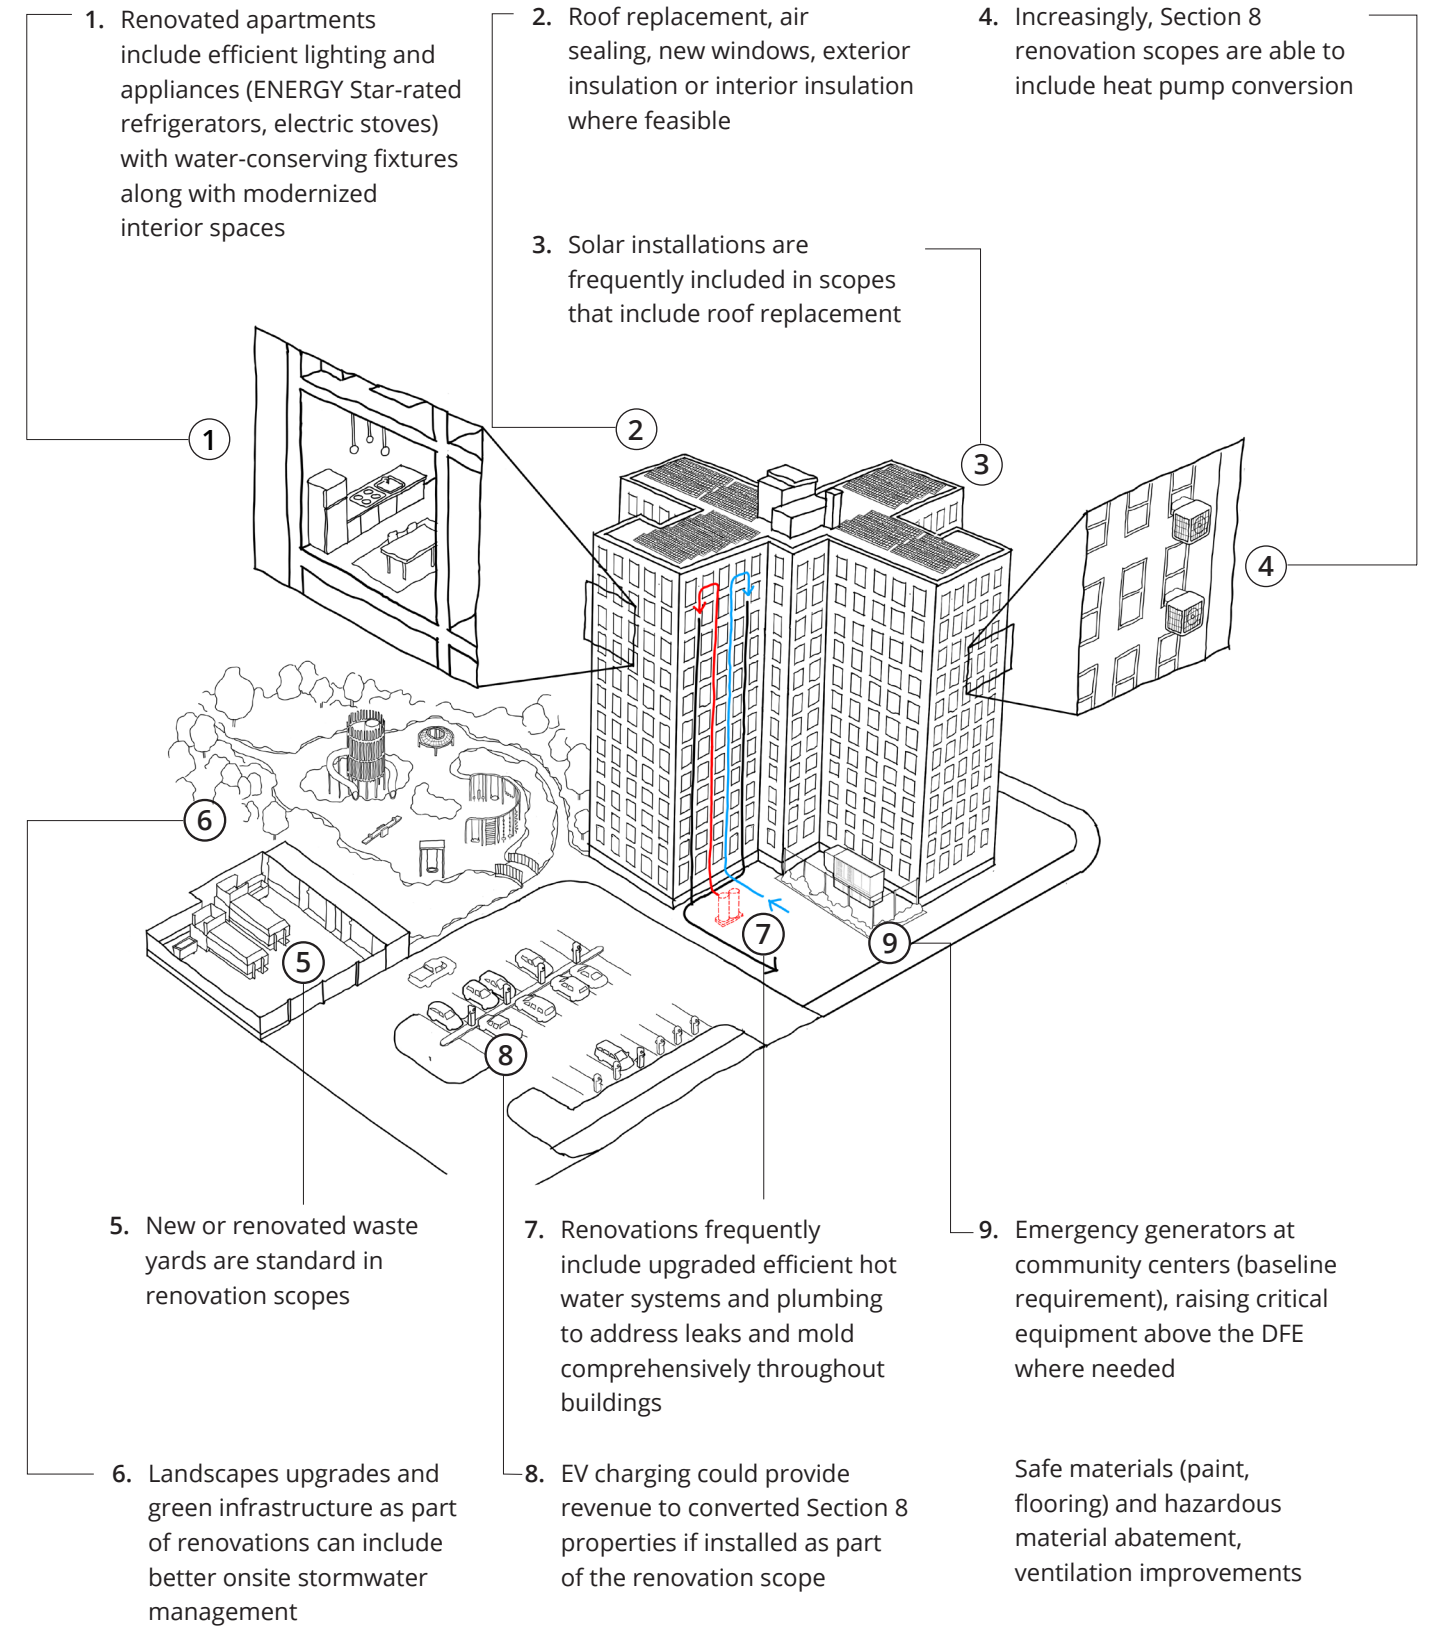 1. Renovated apartments
include efficient lighting and
appliances (ENERGY Star-rated
refrigerators, electric stoves)
with water-conserving fixtures
along with modernized
interior spaces
2. Roof replacement, air
sealing, new windows, exterior
insulation or interior insulation
where feasible
3. Solar installations are
frequently included in scopes
that include roof replacement
4. Increasingly, Section 8
renovation scopes are able to
include heat pump conversion
1
2
3
4
6
5
7
9
8
5. New or renovated waste
yards are standard in
renovation scopes
6. Landscapes upgrades and
green infrastructure as part
of renovations can include
better onsite stormwater
management
7. Renovations frequently
include upgraded efficient hot
water systems and plumbing
to address leaks and mold
comprehensively throughout
buildings
8. EV charging could provide
revenue to converted Section 8
properties if installed as part
of the renovation scope
9. Emergency generators at
community centers (baseline
requirement), raising critical
equipment above the DFE
where needed
Safe materials (paint,
flooring) and hazardous
material abatement,
ventilation improvements